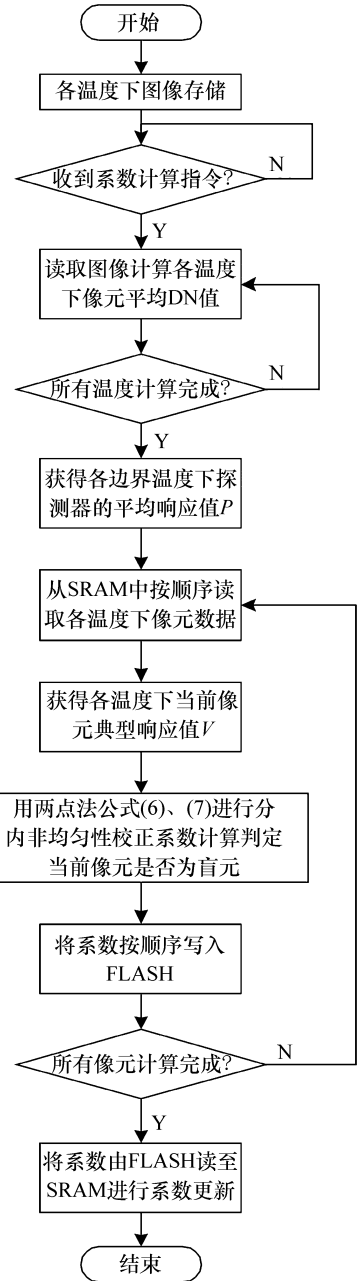 开始
各温度下图像存储
收到系数计算指令?
N
Y
读取图像计算各温度
下像元平均DN值
所有温度计算完成?
N
Y
获得各边界温度下探
测器的平均响应值P
从SRAM中按顺序读
取各温度下像元数据
获得各温度下当前像
元典型响应值V
用两点法公式(6)、(7)进行分
内非均匀性校正系数计算判定
当前像元是否为盲元
将系数按顺序写入
FLASH
所有像元计算完成?
N
Y
将系数由FLASH读至
SRAM进行系数更新
结束